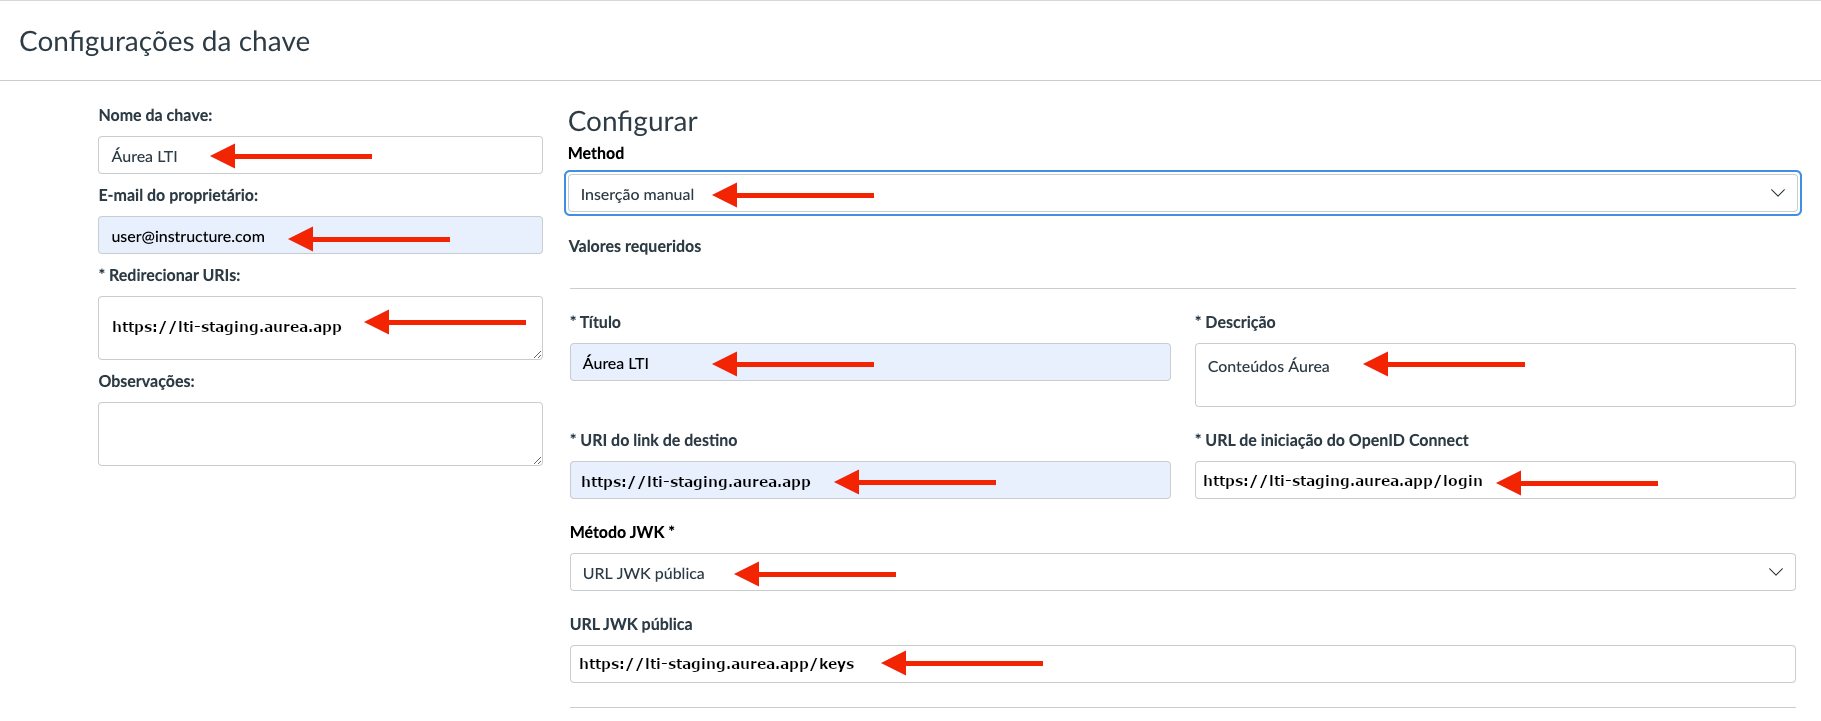 Configurações da chave
Nome da chave:
Áurea LTI
E-mail do proprietário:
user@instructure.com
* Redirecionar URIs:
https://lti-staging.aurea.app
Observações:
Configurar
Method
Inserção manual
Valores requeridos
* Título
Áurea LTI
* Descrição
Conteúdos Áurea
* URI do link de destino
https://lti-staging.aurea.app
* URL de iniciação do OpenID Connect
https://lti-staging.aurea.app/login
Método JWK *
URL JWK pública
URL JWK pública
https://lti-staging.aurea.app/keys